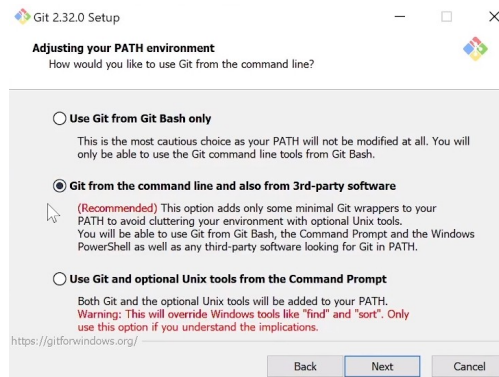 Git 2.32.0 Setup
Adjusting your PATH environment
How would you like to use Git from the command line?
Use Git from Git Bash only
This is the most cautious choice as your PATH will not be modified at all. You will
only be able to use the Git command line tools from Git Bash.
Git from the command line and also from 3rd-party software
(Recommended) This option adds only some minimal Git wrappers to your
PATH to avoid cluttering your environment with optional Unix tools.
You will be able to use Git from Git Bash, the Command Prompt and the Windows
PowerShell as well as any third-party software looking for Git in PATH.
Use Git and optional Unix tools from the Command Prompt
Both Git and the optional Unix tools will be added to your PATH.
Warning: This will override Windows tools like "find" and "sort". Only
use this option if you understand the implications.
https://gitforwindows.org/
Back Next Cancel